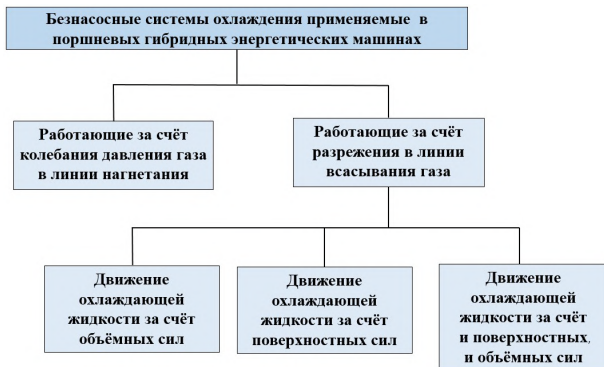 Безнасосные системы охлаждения применяемые в
поршневых гибридных энергетических машинах
Работающие за счёт
колебания давления газа
в линии нагнетания
Работающие за счёт
разрежения в линии
всасывания газа
Движение
охлаждающей
жидкости за счёт
объёмных сил
Движение
охлаждающей
жидкости за счёт
поверхностных сил
Движение
охлаждающей
жидкости за счёт
и поверхностных,
и объёмных сил